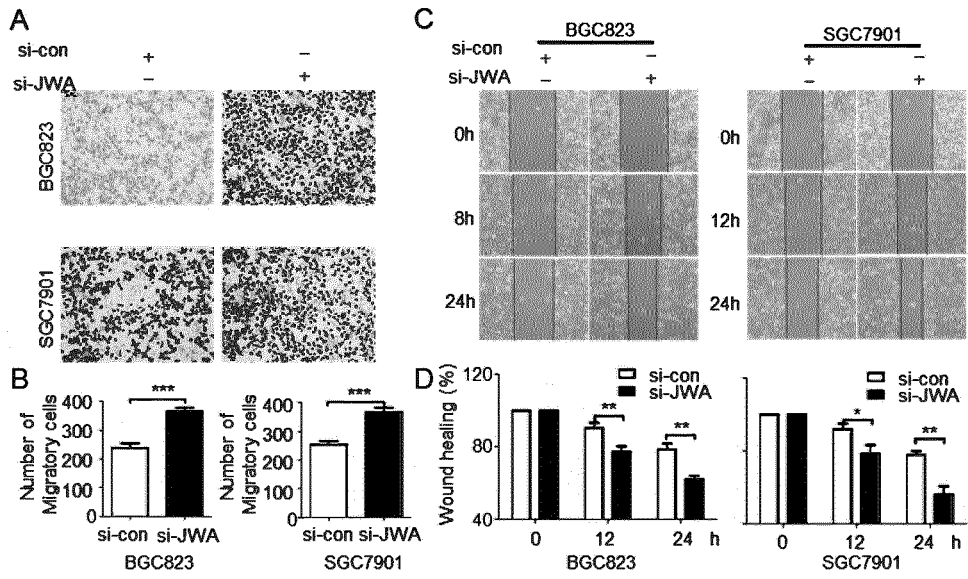 A
si-con + −
si-JWA − +
BGC823
SGC7901
B
Number of
Migratory cells
400
300
200
100
0
***
si-con si-JWA
BGC823
Number of
Migratory cells
400
300
200
100
0
***
si-con si-JWA
SGC7901
C
BGC823
SGC7901
si-con + − + −
si-JWA − + − +
0h
8h
24h
0h
12h
24h
D
Wound healing (%)
120
80
40
si-con
si-JWA
**
**
0 12 24 h
BGC823
si-con
si-JWA
*
**
0 12 24 h
SGC7901